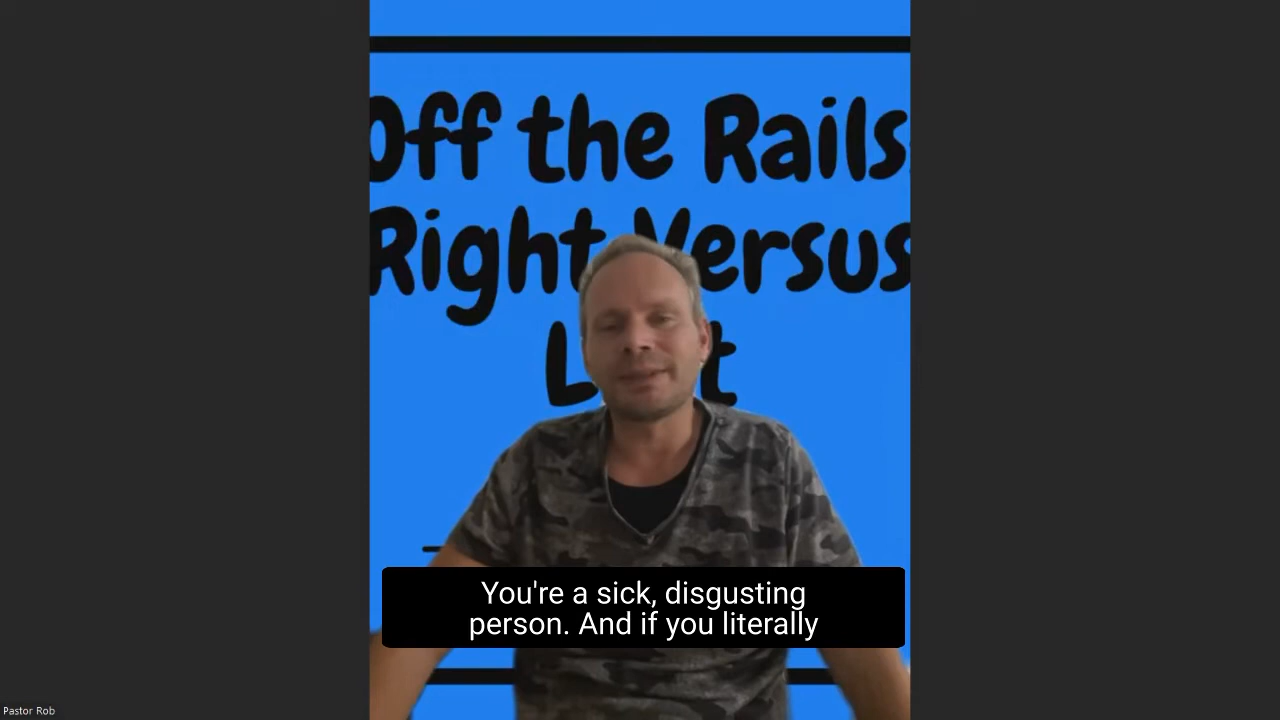 Off the Rails
Right Versus
You're a sick, disgusting
person. And if you literally
Pastor Rob